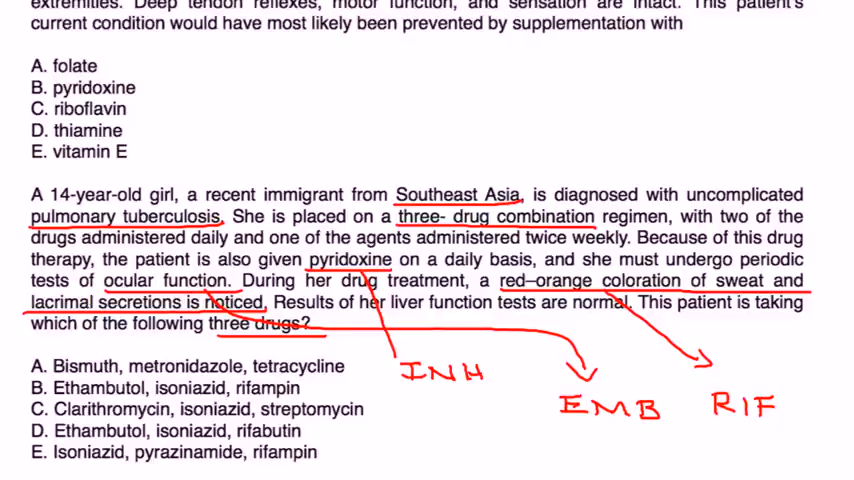 extremities. Deep tendon reflexes, motor function, and sensation are intact. This patient's
current condition would have most likely been prevented by supplementation with
A. folate
B. pyridoxine
C. riboflavin
D. thiamine
E. vitamin E
A 14-year-old girl, a recent immigrant from Southeast Asia, is diagnosed with uncomplicated
pulmonary tuberculosis. She is placed on a three- drug combination regimen, with two of the
drugs administered daily and one of the agents administered twice weekly. Because of this drug
therapy, the patient is also given pyridoxine on a daily basis, and she must undergo periodic
tests of ocular function. During her drug treatment, a red–orange coloration of sweat and
lacrimal secretions is noticed. Results of her liver function tests are normal. This patient is taking
which of the following three drugs?
A. Bismuth, metronidazole, tetracycline
B. Ethambutol, isoniazid, rifampin
C. Clarithromycin, isoniazid, streptomycin
D. Ethambutol, isoniazid, rifabutin
E. Isoniazid, pyrazinamide, rifampin
INH
EMB RIF